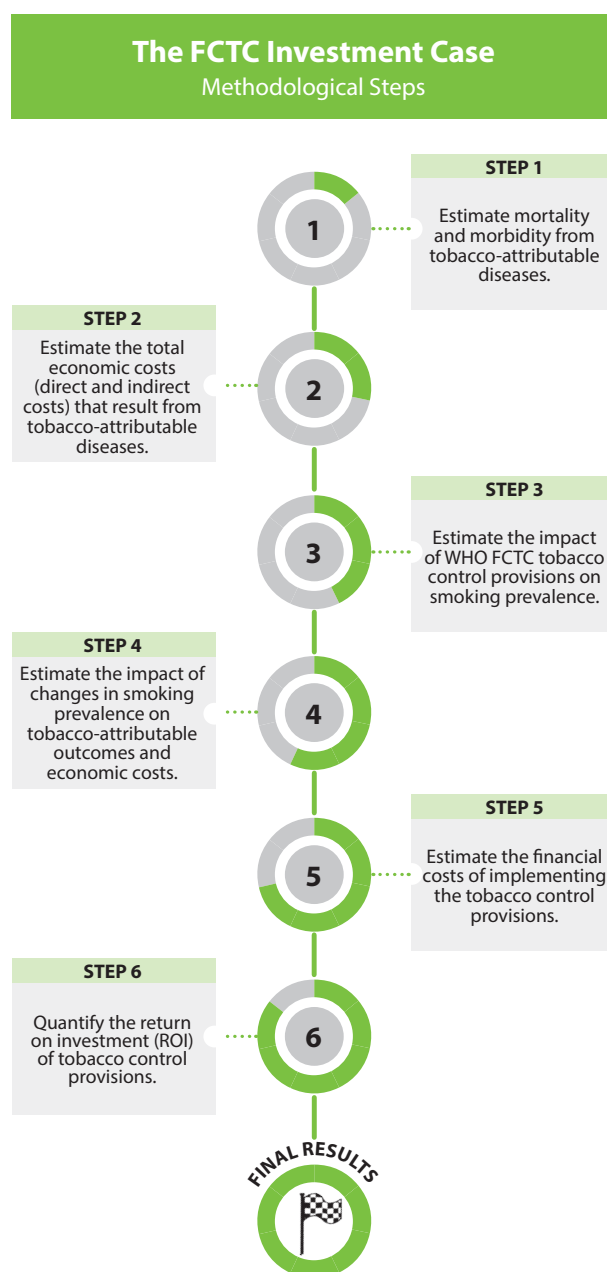 The FCTC Investment Case
Methodological Steps
1
STEP 1
Estimate mortality
and morbidity from
tobacco-attributable
diseases.
STEP 2
Estimate the total
economic costs
(direct and indirect
costs) that result from
tobacco-attributable
diseases.
2
3
STEP 3
Estimate the impact
of WHO FCTC tobacco
control provisions on
smoking prevalence.
STEP 4
Estimate the impact of
changes in smoking
prevalence on
tobacco-attributable
outcomes and
economic costs.
4
5
STEP 5
Estimate the financial
costs of implementing
the tobacco control
provisions.
STEP 6
Quantify the return
on investment (ROI)
of tobacco control
provisions.
6
FINAL RESULTS